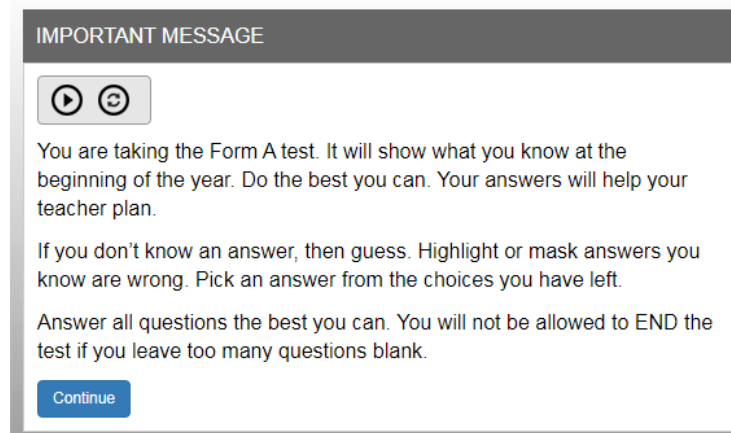 IMPORTANT MESSAGE
You are taking the Form A test. It will show what you know at the
beginning of the year. Do the best you can. Your answers will help your
teacher plan.
If you don’t know an answer, then guess. Highlight or mask answers you
know are wrong. Pick an answer from the choices you have left.
Answer all questions the best you can. You will not be allowed to END the
test if you leave too many questions blank.
Continue